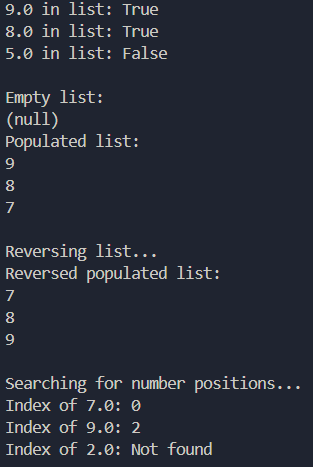 9.0 in list: True
8.0 in list: True
5.0 in list: False
Empty list:
(null)
Populated list:
9
8
7
Reversing list...
Reversed populated list:
7
8
9
Searching for number positions...
Index of 7.0: 0
Index of 9.0: 2
Index of 2.0: Not found